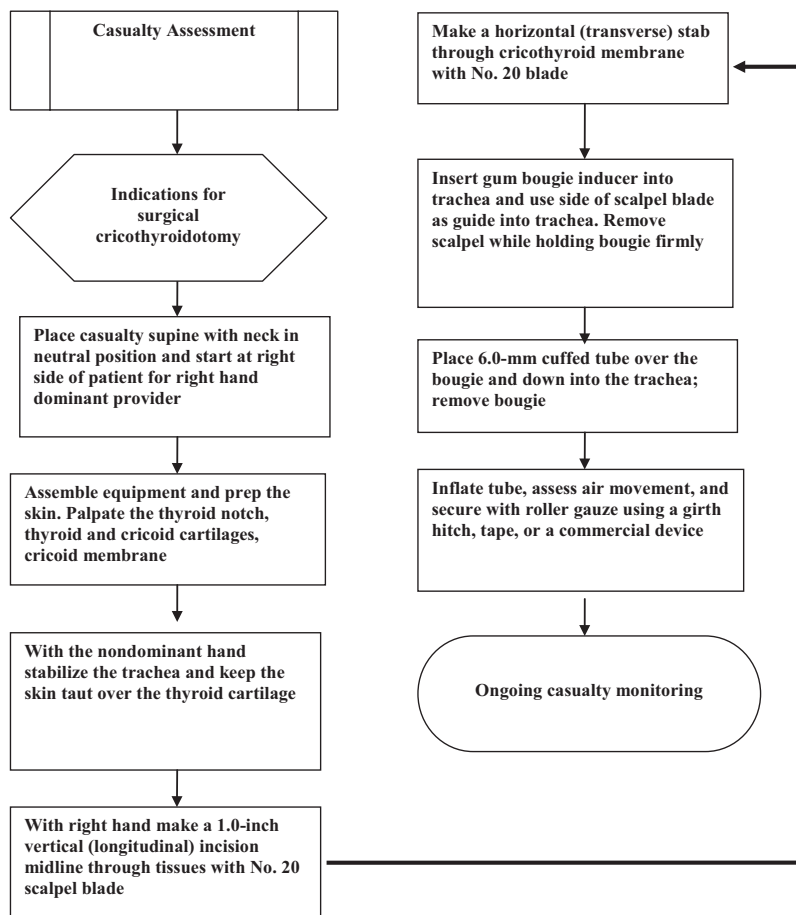 Casualty Assessment
Indications for
surgical
cricothyroidotomy
Place casualty supine with neck in
neutral position and start at right
side of patient for right hand
dominant provider
Assemble equipment and prep the
skin. Palpate the thyroid notch,
thyroid and cricoid cartilages,
cricoid membrane
With the nondominant hand
stabilize the trachea and keep the
skin taut over the thyroid cartilage
With right hand make a 1.0-inch
vertical (longitudinal) incision
midline through tissues with No. 20
scalpel blade
Make a horizontal (transverse) stab
through cricothyroid membrane
with No. 20 blade
Insert gum bougie inducer into
trachea and use side of scalpel blade
as guide into trachea. Remove
scalpel while holding bougie firmly
Place 6.0-mm cuffed tube over the
bougie and down into the trachea;
remove bougie
Inflate tube, assess air movement, and
secure with roller gauze using a girth
hitch, tape, or a commercial device
Ongoing casualty monitoring